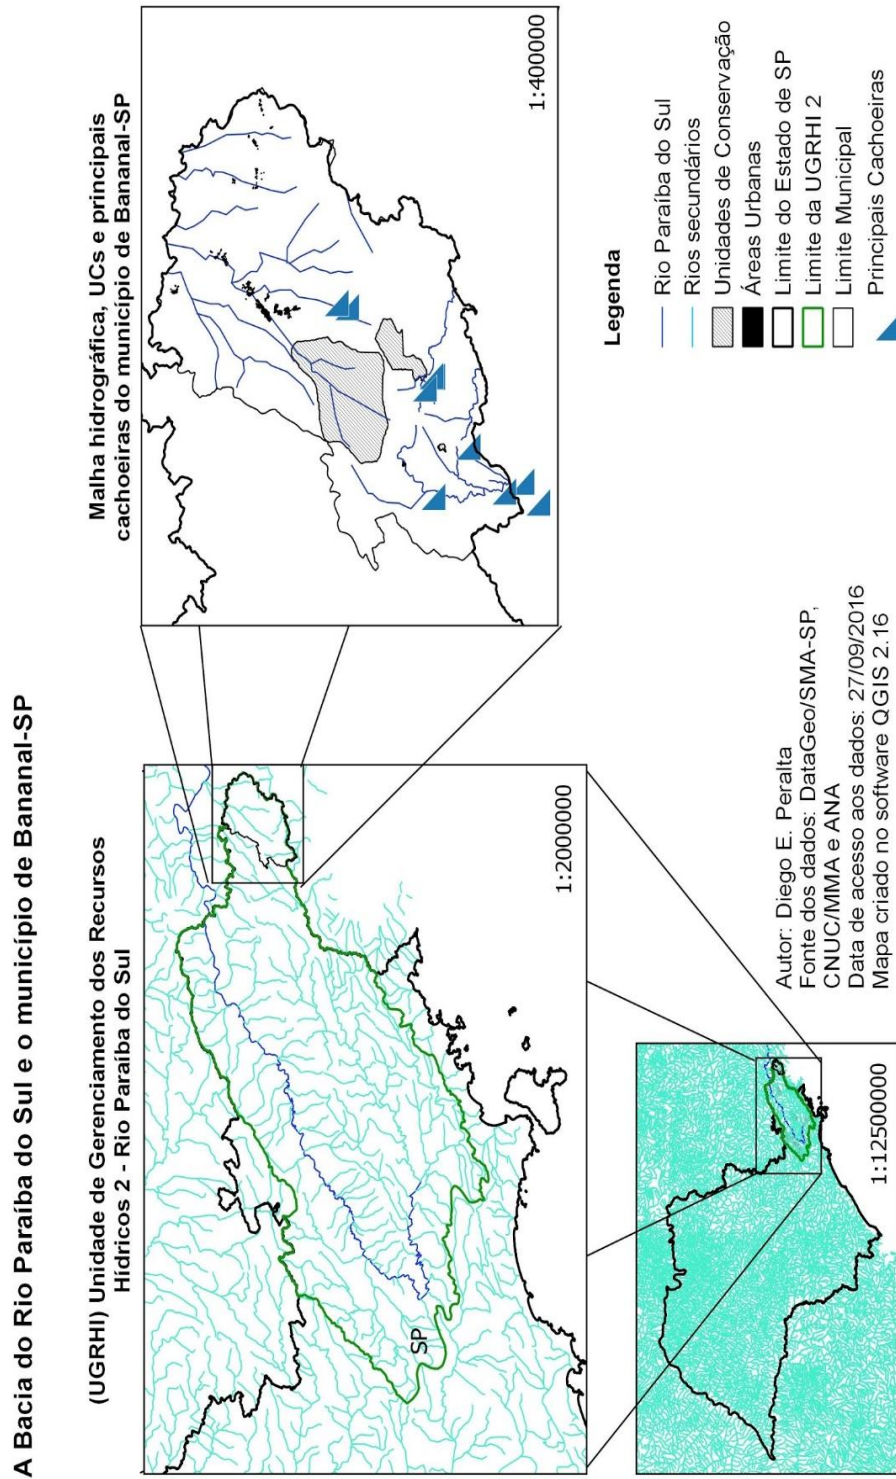 A Bacia do Rio Paraíba do Sul e o município de Bananal-SP
(UGRHI) Unidade de Gerenciamento dos Recursos
Hídricos 2 - Rio Paraíba do Sul
SP
1:2000000
Malha hidrográfica, UCs e principais
cachoeiras do município de Bananal-SP
1:400000
1:12500000
Autor: Diego E. Peralta
Fonte dos dados: DataGeo/SMA-SP,
CNUC/MMA e ANA
Data de acesso aos dados: 27/09/2016
Mapa criado no software QGIS 2.16
Legenda
Rio Paraíba do Sul
Rios secundários
Unidades de Conservação
Áreas Urbanas
Limite do Estado de SP
Limite da UGRHI 2
Limite Municipal
Principais Cachoeiras